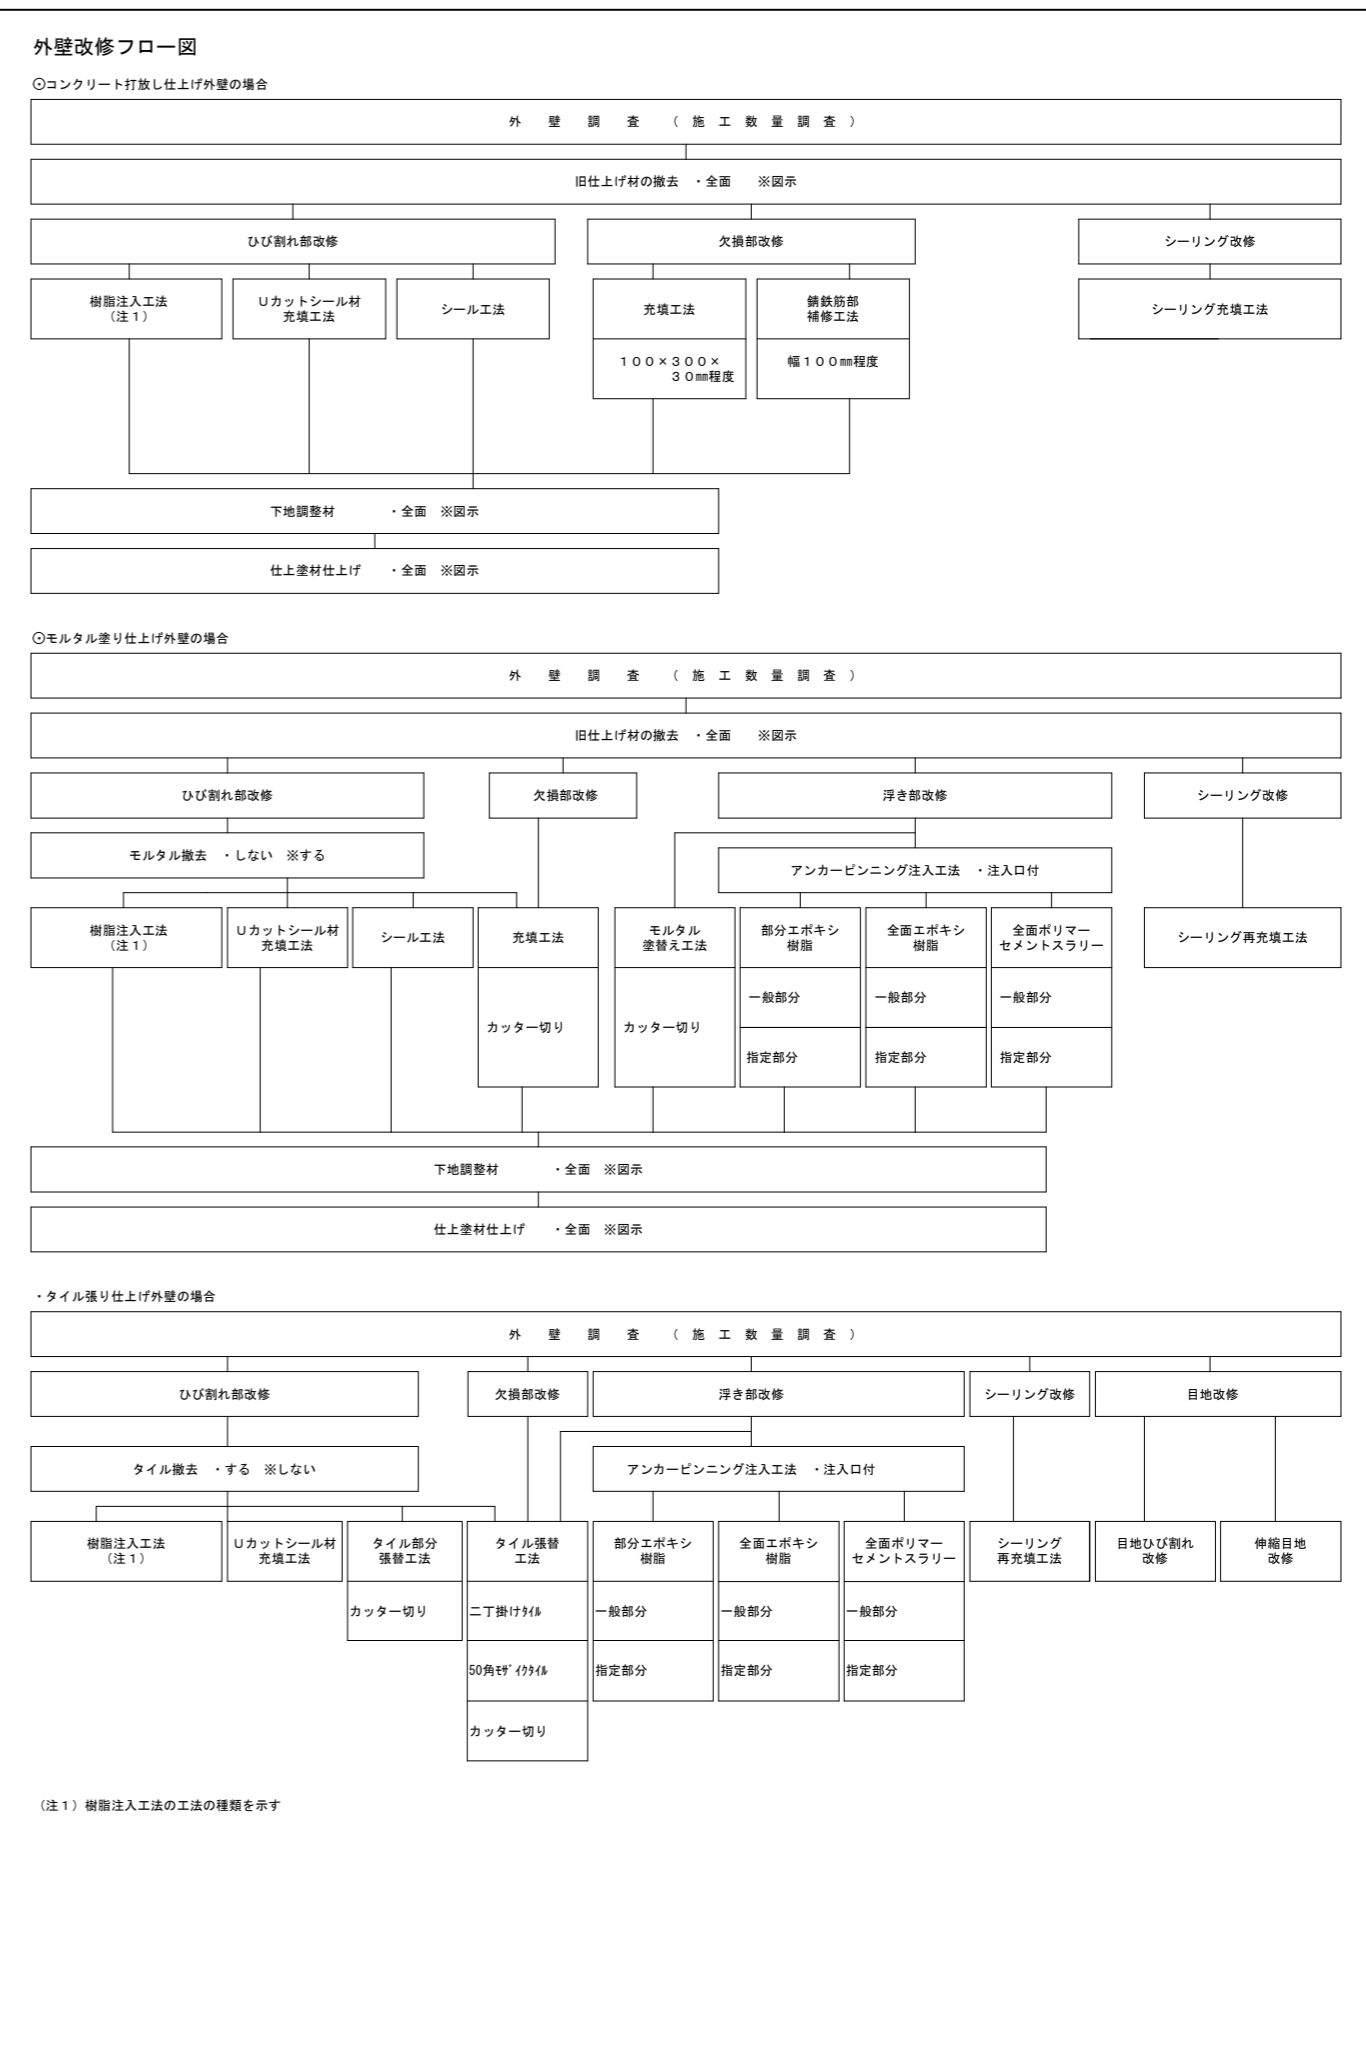 外壁改修フロー図
⊙コンクリート打放し仕上げ外壁の場合
外　壁　調　査　（ 施 工 数 量 調 査 ）
旧仕上げ材の撤去　・全面　※図示
ひび割れ部改修　欠損部改修　シーリング改修
樹脂注入工法
（注１）
Ｕカットシール材
充填工法
シール工法
充填工法
錆鉄筋部
補修工法
シーリング充填工法
１００×３００×
３０㎜程度
幅１００㎜程度
下地調整材　・全面　※図示
仕上塗材仕上げ　・全面　※図示
⊙モルタル塗り仕上げ外壁の場合
外　壁　調　査　（ 施 工 数 量 調 査 ）
旧仕上げ材の撤去　・全面　※図示
ひび割れ部改修　欠損部改修　浮き部改修　シーリング改修
モルタル撤去　・しない　※する
アンカーピンニング注入工法　・注入口付
樹脂注入工法
（注１）
Ｕカットシール材
充填工法
シール工法
充填工法
モルタル
塗替え工法
部分エポキシ
樹脂
全面エポキシ
樹脂
全面ポリマー
セメントスラリー
シーリング再充填工法
カッター切り　カッター切り
一般部分　一般部分　一般部分
指定部分　指定部分　指定部分
下地調整材　・全面　※図示
仕上塗材仕上げ　・全面　※図示
・タイル張り仕上げ外壁の場合
外　壁　調　査　（ 施 工 数 量 調 査 ）
ひび割れ部改修　欠損部改修　浮き部改修　シーリング改修　目地改修
タイル撤去　・する　※しない
アンカーピンニング注入工法　・注入口付
樹脂注入工法
（注１）
Ｕカットシール材
充填工法
タイル部分
張替工法
タイル張替
工法
部分エポキシ
樹脂
全面エポキシ
樹脂
全面ポリマー
セメントスラリー
シーリング
再充填工法
目地ひび割れ
改修
伸縮目地
改修
カッター切り　二丁掛けﾀｲﾙ　一般部分　一般部分　一般部分
50角ﾓｻﾞｲｸﾀｲﾙ　指定部分　指定部分　指定部分
カッター切り
（注１）樹脂注入工法の工法の種類を示す